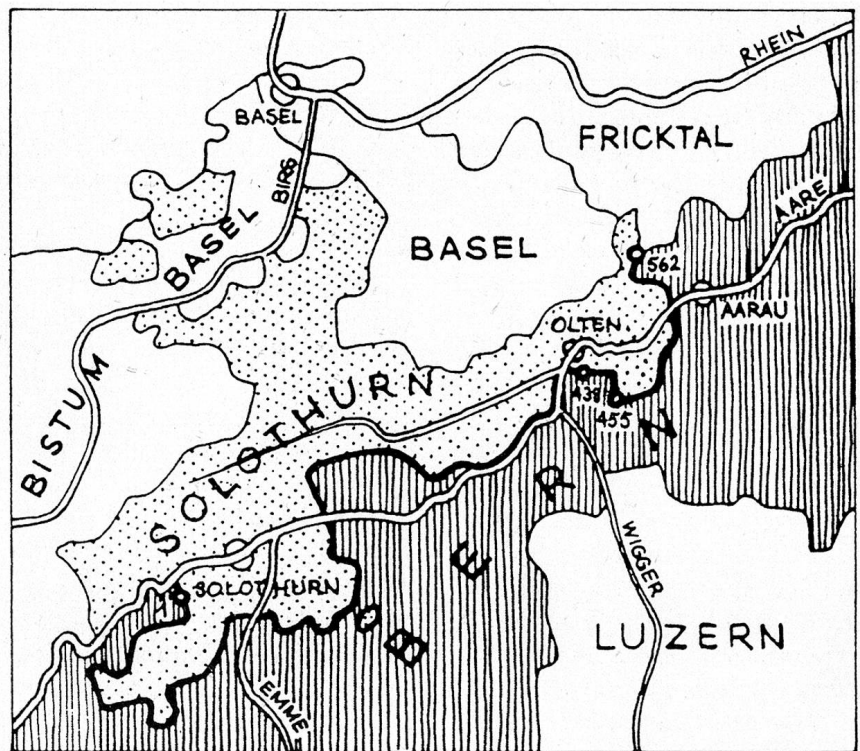 RHEIN
BASEL
FRICKTAL
BIRS
AARE
BASEL
BASEL
562
AARAU
OLTEN
BISTUM
438
455
SOLOTHURN
BERN
WIGGER
SOLOTHURN
1
LUZERN
EMME